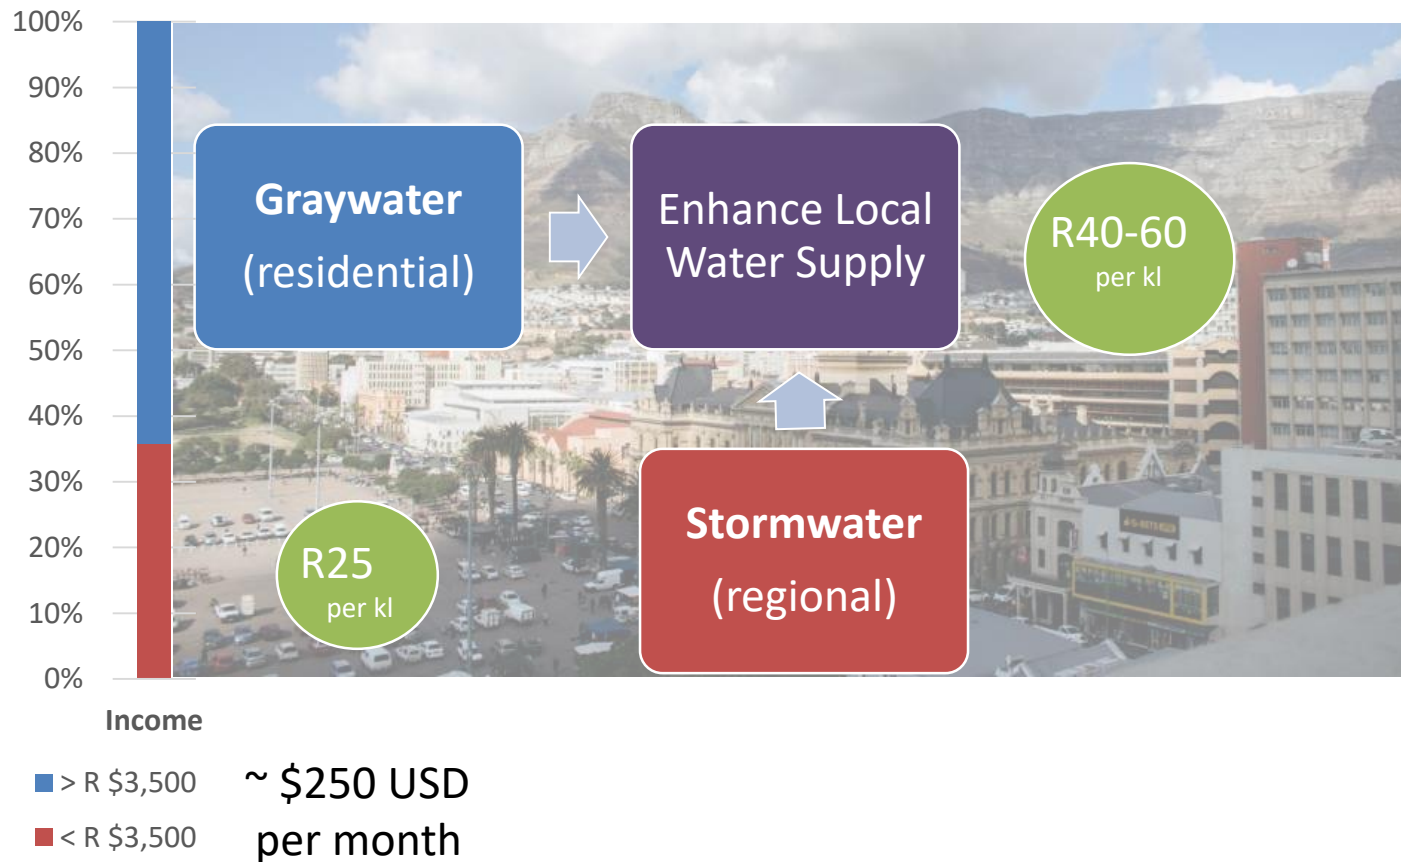 100%
90%
80%
70%
60%
50%
40%
30%
20%
10%
0%
Graywater
(residential)
Enhance Local
Water Supply
R40-60
per kl
R25
per kl
Stormwater
(regional)
Income
> R $3,500
< R $3,500
~ $250 USD
per month